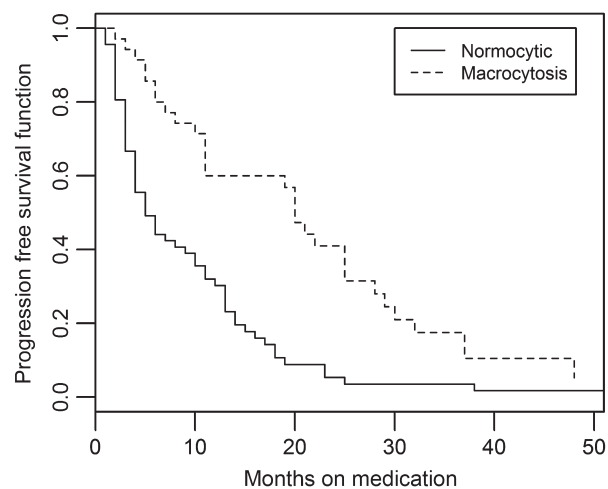 Normocytic
Macrocytosis
Progression free survival function
1.0
0.8
0.6
0.4
0.2
0.0
0 10 20 30 40 50
Months on medication